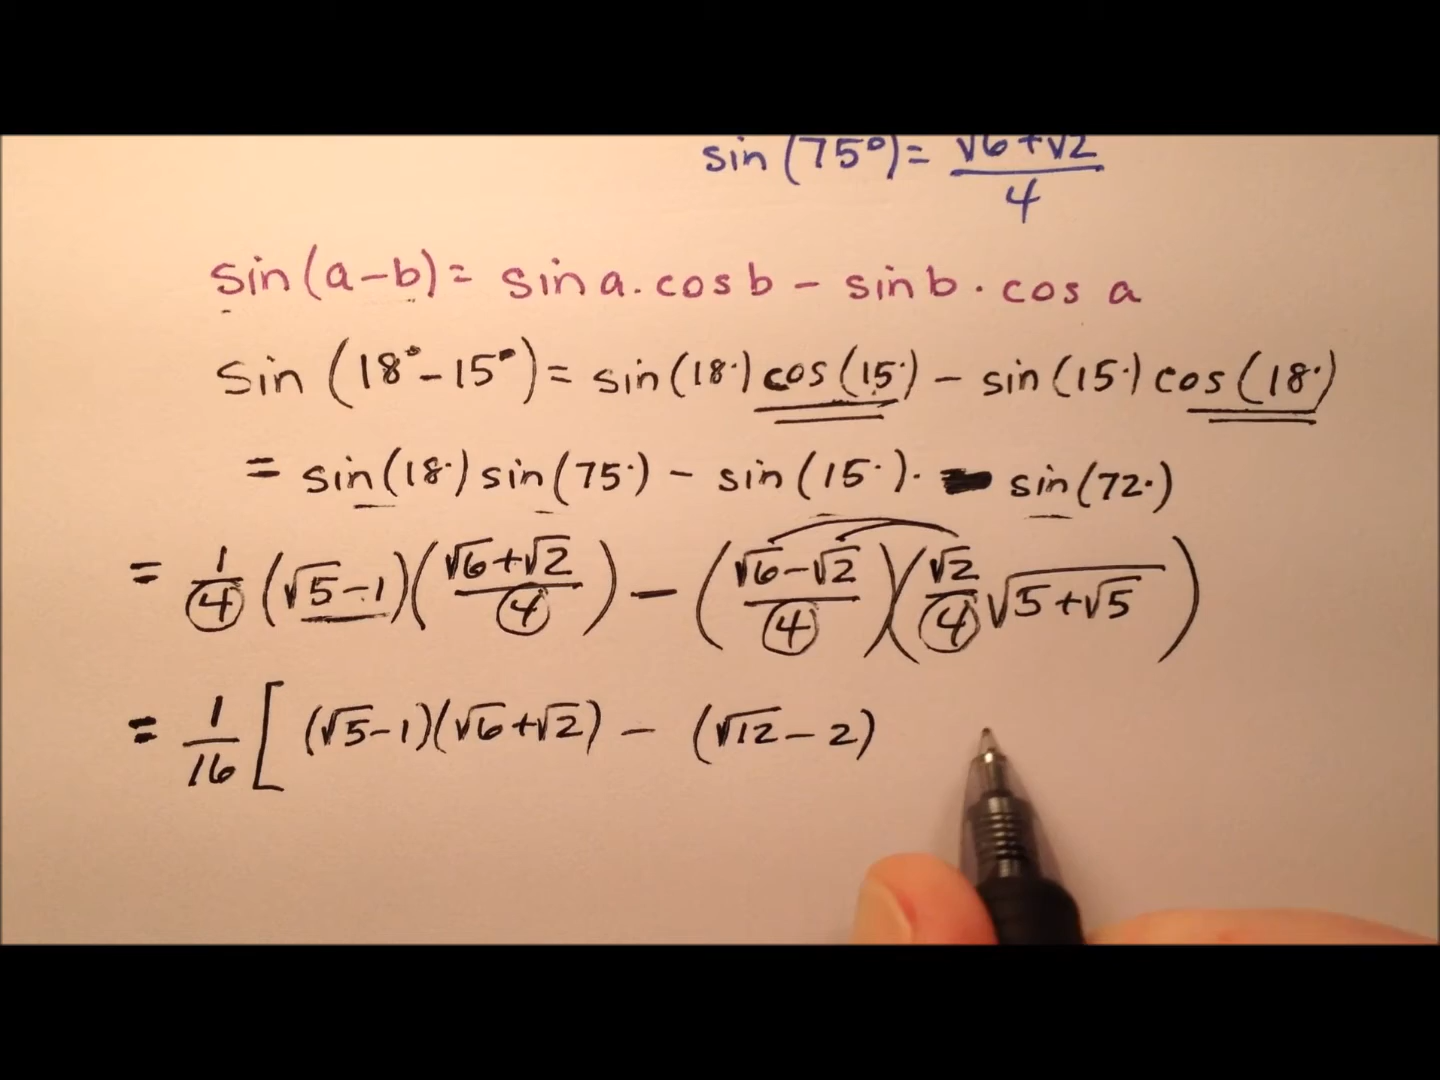 sin (75°) = √6+√2 / 4
sin(a-b) = sin a . cos b - sin b . cos a
sin (18° - 15°) = sin(18°) cos(15°) - sin(15°) cos(18°)
= sin(18°) sin(75°) - sin(15°) . sin(72°)
= 1/4 (√5-1) (√6+√2 / 4) - (√6-√2 / 4) (√2/4 √5+√5)
= 1/16 [ (√5-1)(√6+√2) - (√12-2)